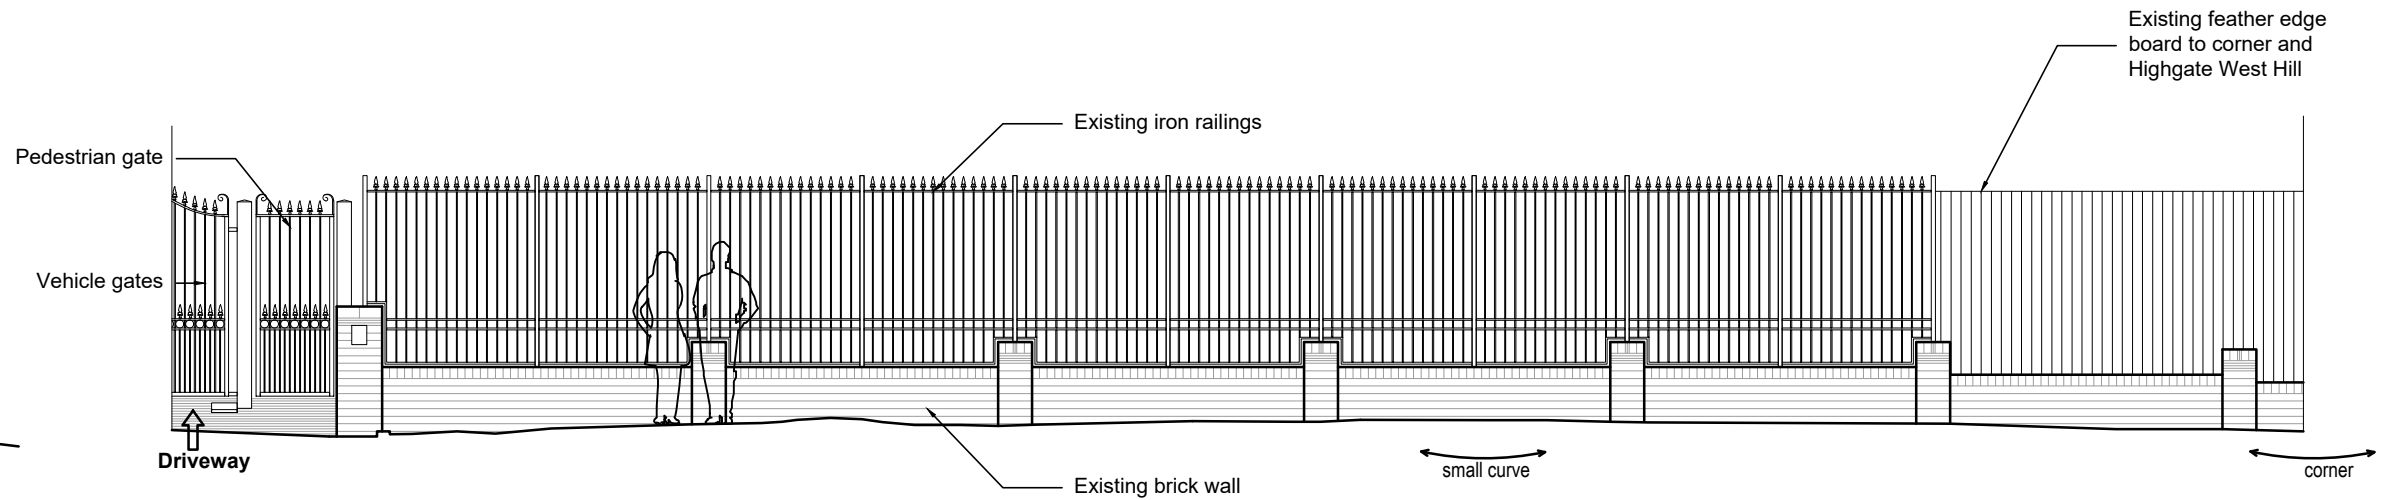 Existing feather edge
board to corner and
Highgate West Hill
Existing iron railings
Pedestrian gate
Vehicle gates
Driveway
small curve
corner
Existing brick wall